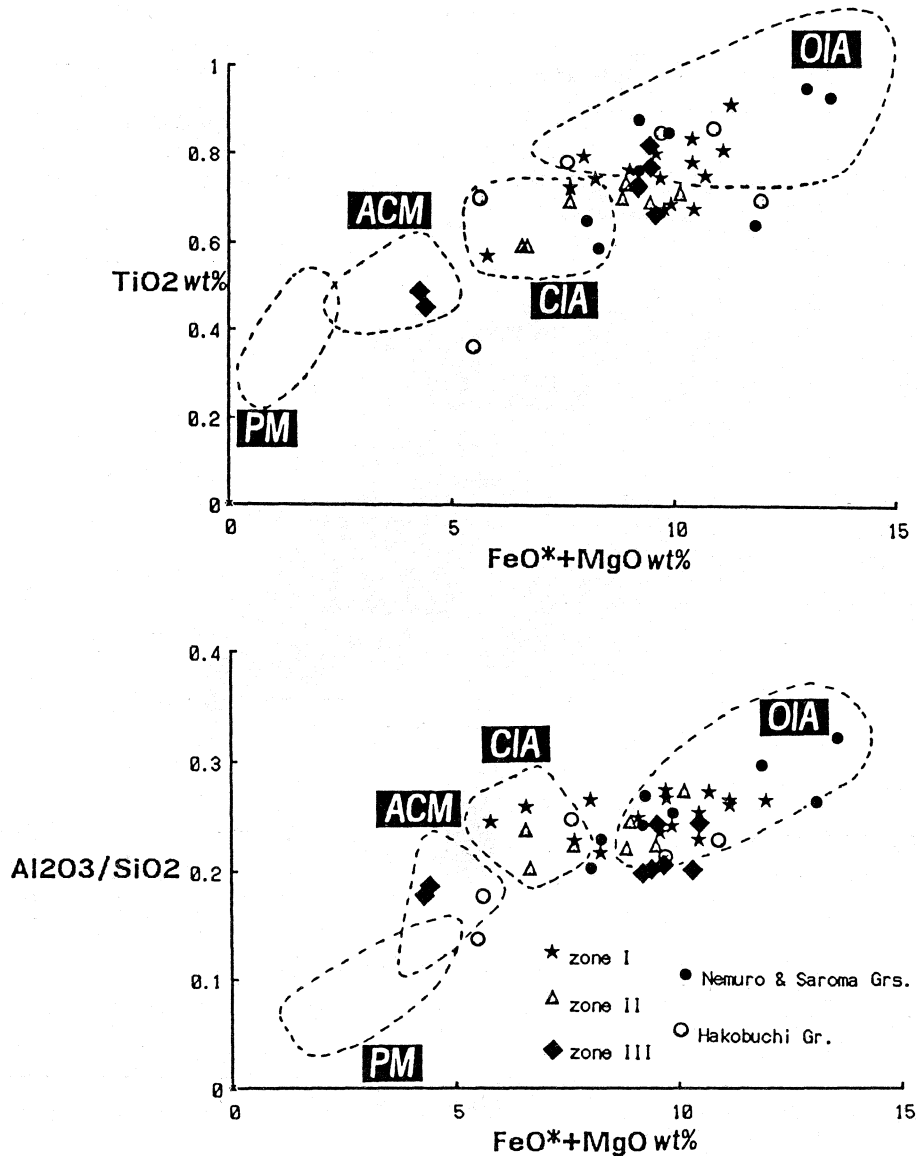 OIA
1
0.8
ACM
0.6
TiO2 wt%
CIA
0.4
0.2
PM
0
0
5
10
15
FeO*+MgO wt%
0.4
OIA
CIA
0.3
ACM
Al2O3/SiO2
0.2
★ zone I
● Nemuro & Saroma Grs.
0.1
△ zone II
○ Hakobuchi Gr.
◆ zone III
PM
0
0
5
10
15
FeO*+MgO wt%